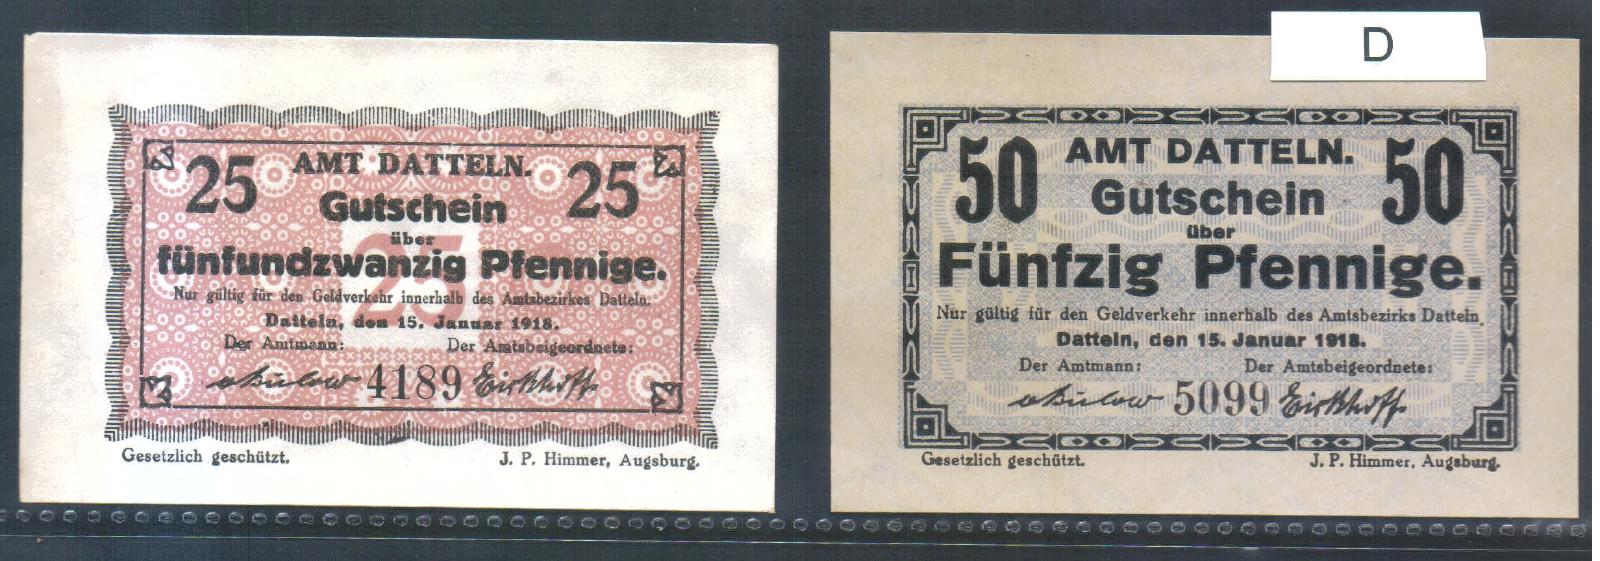 25 AMT DATTELN. 25
Gutschein
über
fünfundzwanzig Pfennige.
25
Nur gültig für den Geldverkehr innerhalb des Amtsbezirkes Datteln.
Datteln, den 15. Januar 1918.
Der Amtmann: Der Amtsbeigeordnete:
4189
Gesetzlich geschützt. J. P. Himmer, Augsburg.
D
50 AMT DATTELN. 50
Gutschein
über
Fünfzig Pfennige.
Nur gültig für den Geldverkehr innerhalb des Amtsbezirks Datteln.
Datteln, den 15. Januar 1918.
Der Amtmann: Der Amtsbeigeordnete:
5099
Gesetzlich geschützt. J. P. Himmer, Augsburg.